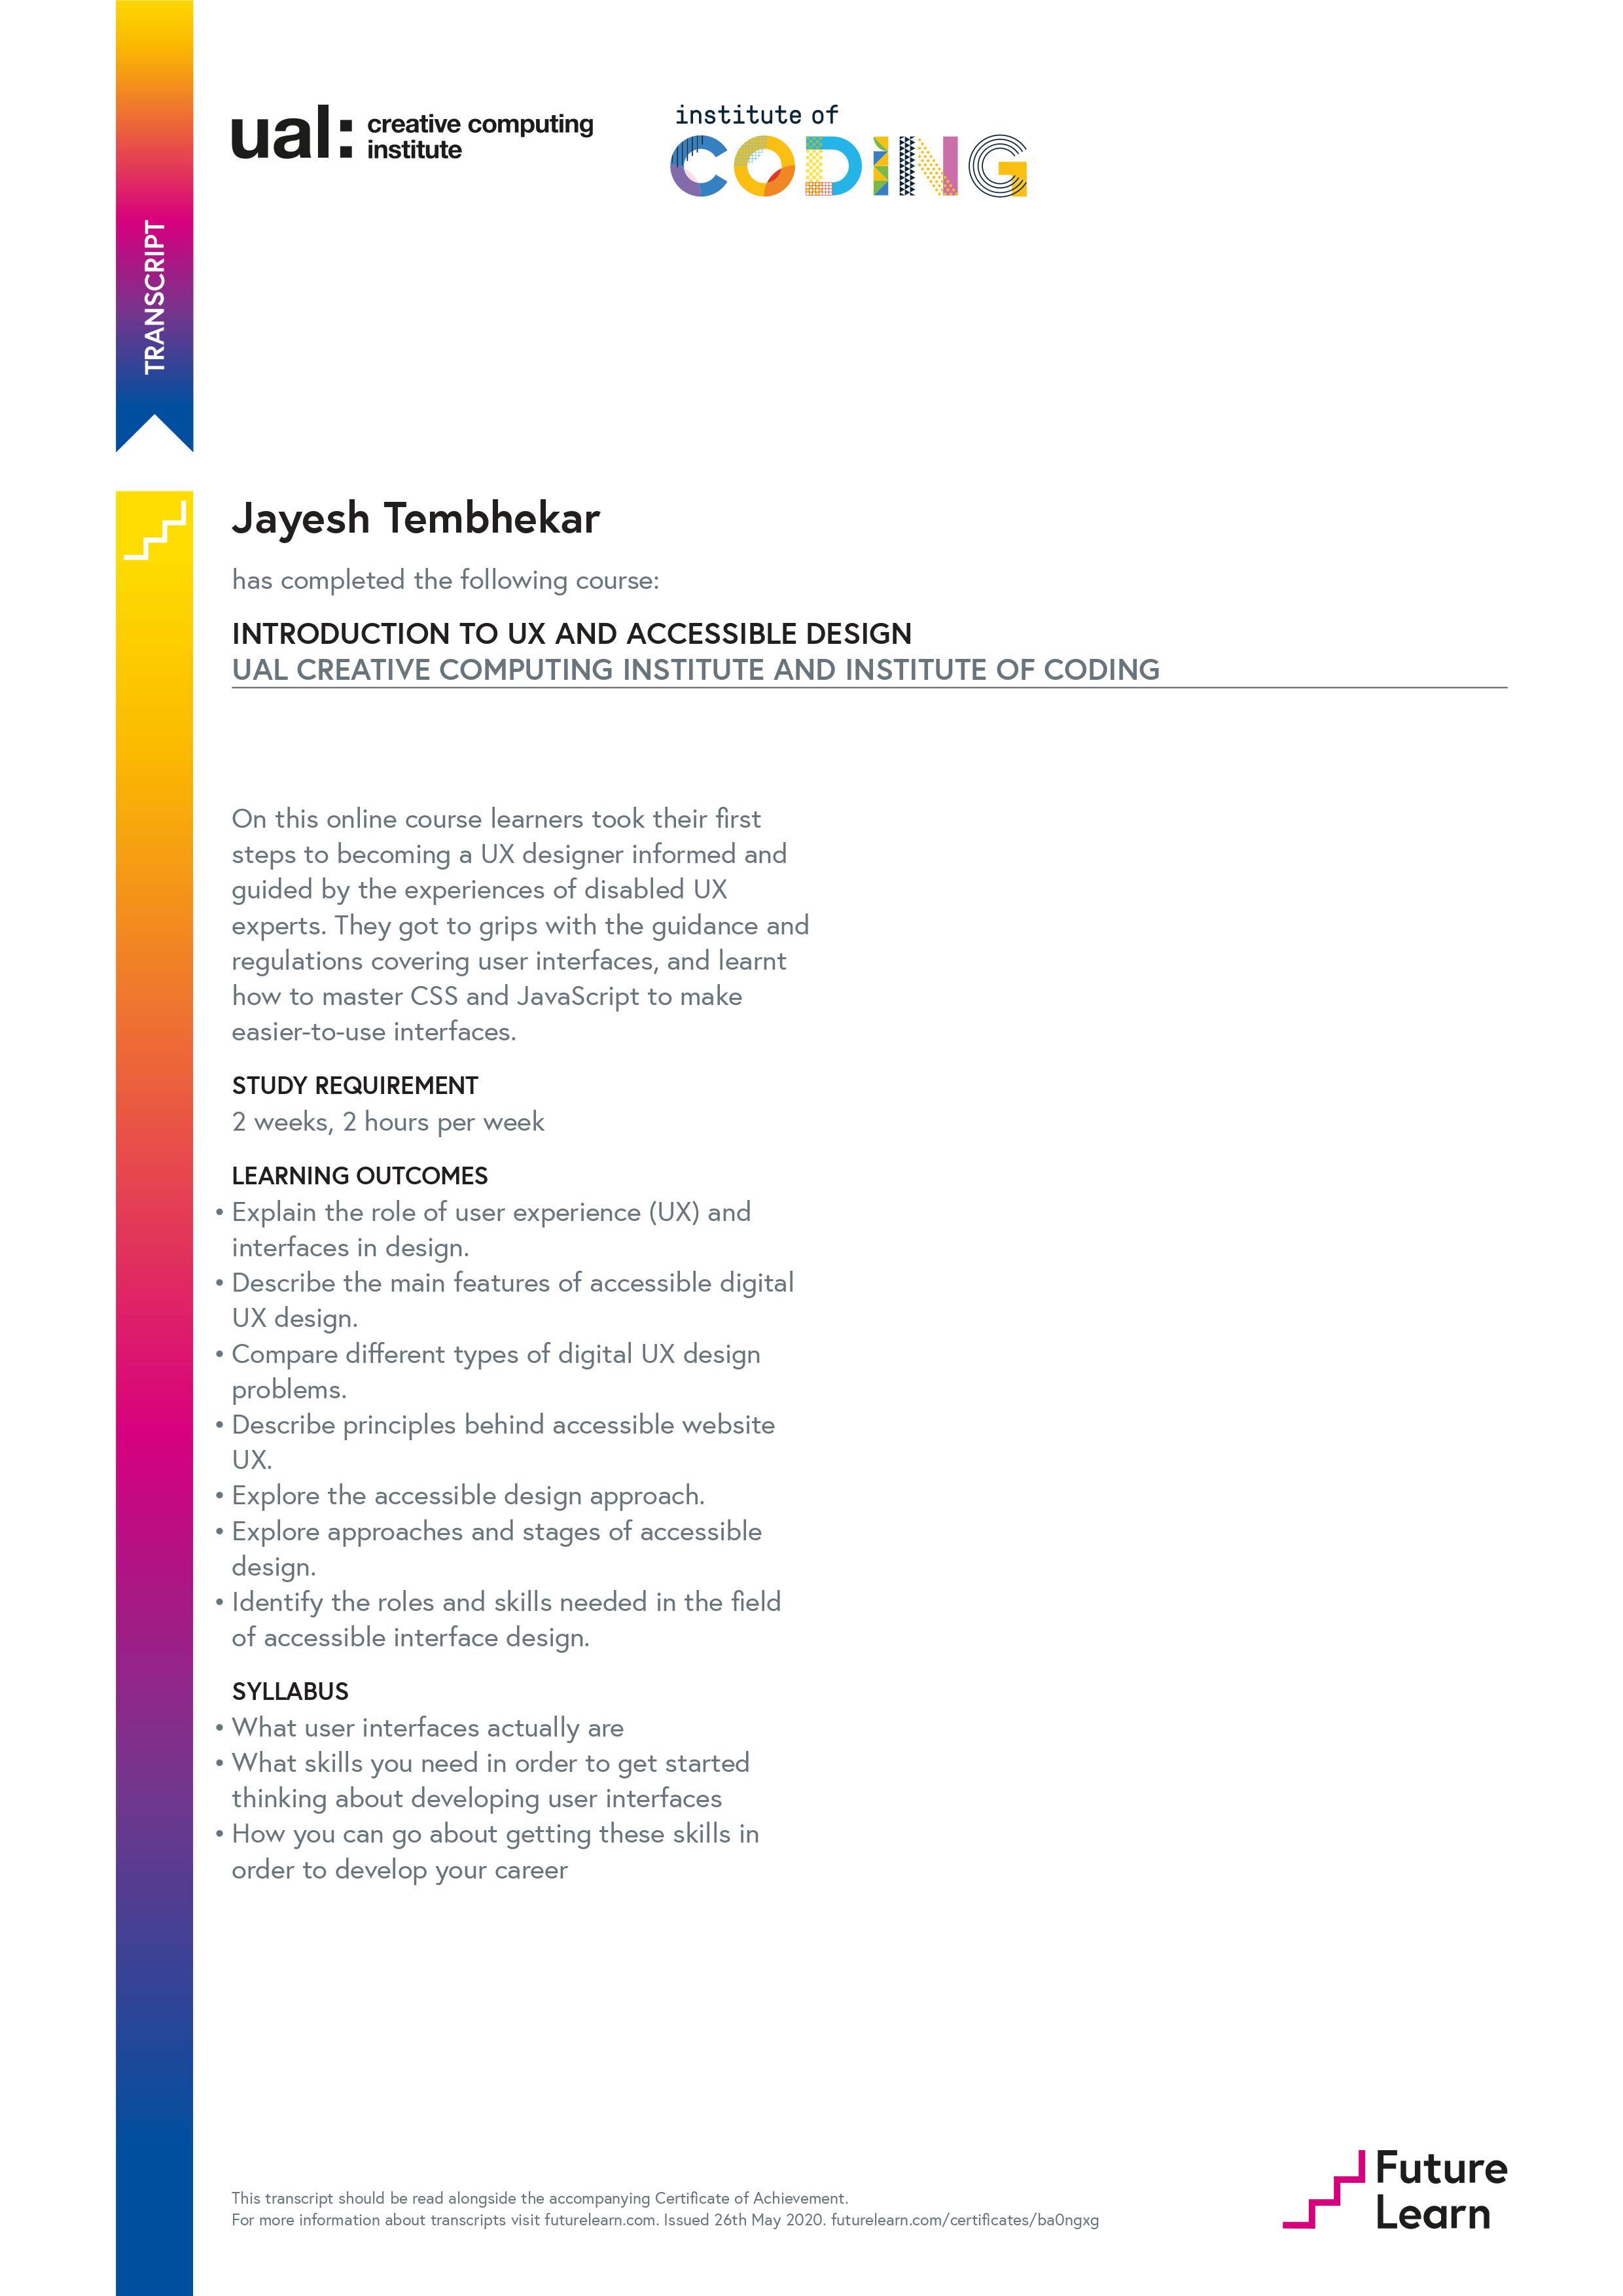 ual: creative computing
institute
institute of
CODING
TRANSCRIPT
Jayesh Tembhekar
has completed the following course:
INTRODUCTION TO UX AND ACCESSIBLE DESIGN
UAL CREATIVE COMPUTING INSTITUTE AND INSTITUTE OF CODING
On this online course learners took their first
steps to becoming a UX designer informed and
guided by the experiences of disabled UX
experts. They got to grips with the guidance and
regulations covering user interfaces, and learnt
how to master CSS and JavaScript to make
easier-to-use interfaces.
STUDY REQUIREMENT
2 weeks, 2 hours per week
LEARNING OUTCOMES
• Explain the role of user experience (UX) and
interfaces in design.
• Describe the main features of accessible digital
UX design.
• Compare different types of digital UX design
problems.
• Describe principles behind accessible website
UX.
• Explore the accessible design approach.
• Explore approaches and stages of accessible
design.
• Identify the roles and skills needed in the field
of accessible interface design.
SYLLABUS
• What user interfaces actually are
• What skills you need in order to get started
thinking about developing user interfaces
• How you can go about getting these skills in
order to develop your career
This transcript should be read alongside the accompanying Certificate of Achievement.
For more information about transcripts visit futurelearn.com. Issued 26th May 2020. futurelearn.com/certificates/ba0ngxg
Future
Learn